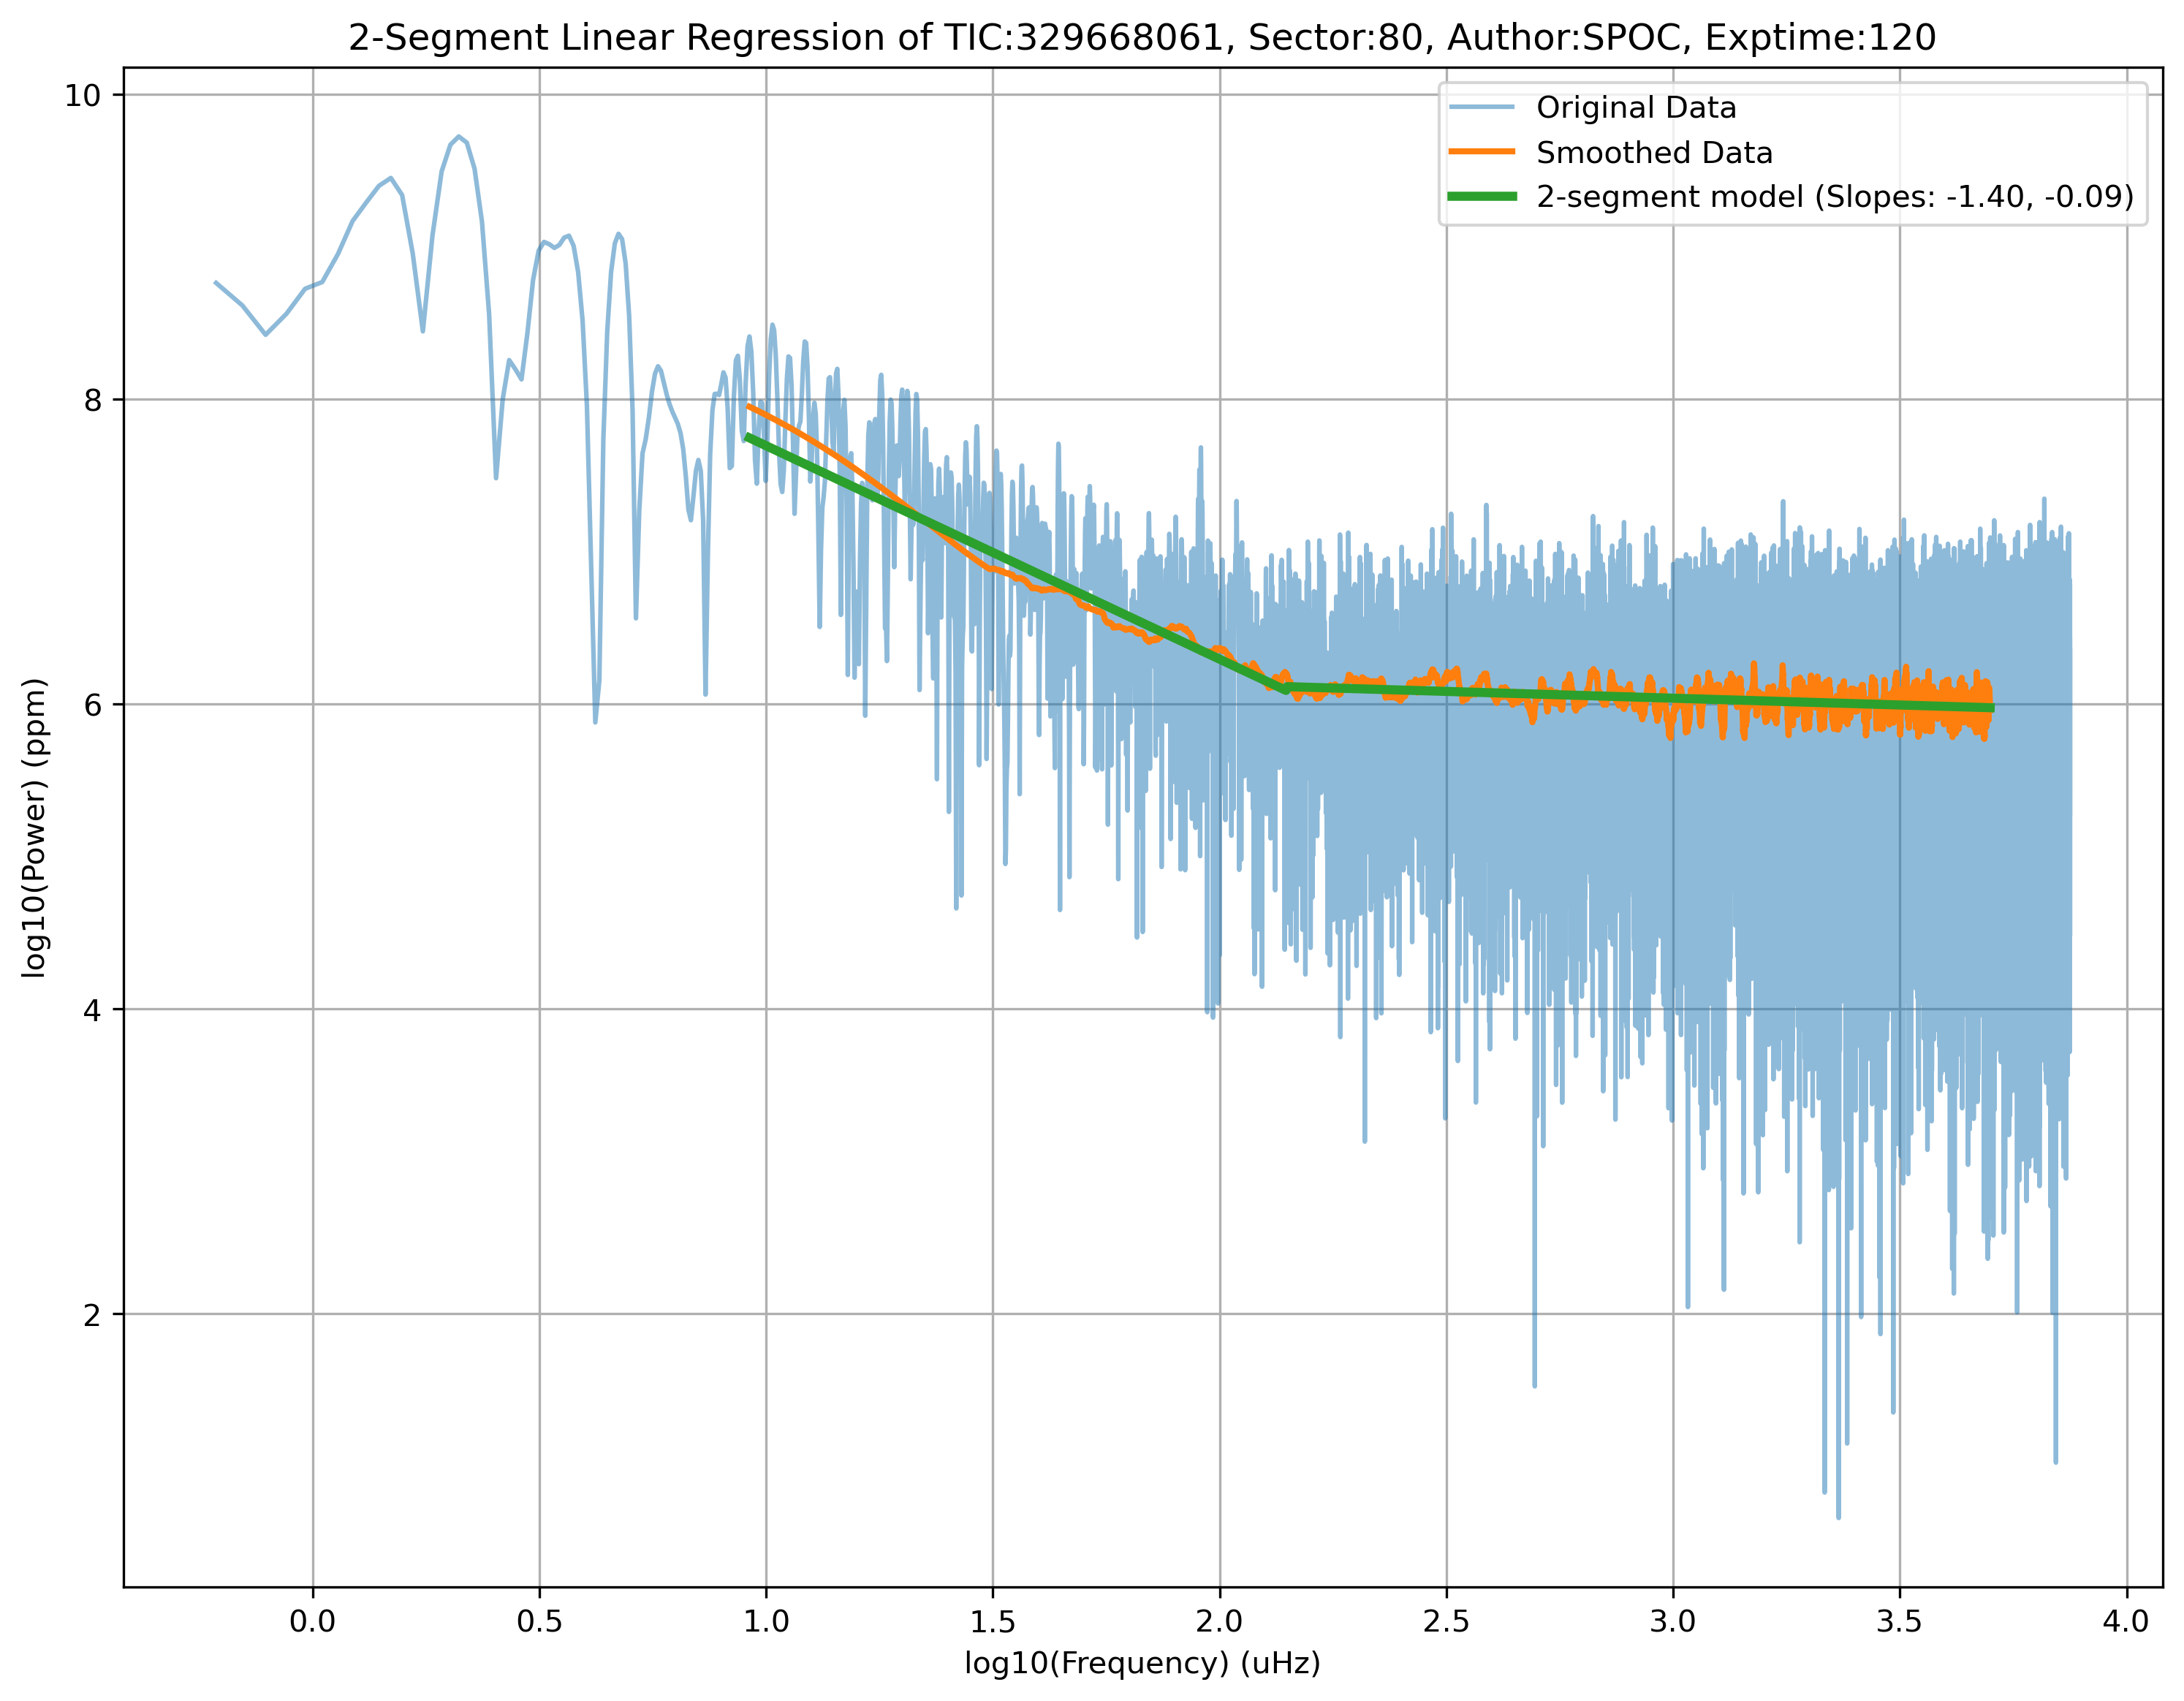 2-Segment Linear Regression of TIC:329668061, Sector:80, Author:SPOC, Exptime:120
Original Data
Smoothed Data
2-segment model (Slopes: -1.40, -0.09)
log10(Power) (ppm)
10
8
6
4
2
0.0 0.5 1.0 1.5 2.0 2.5 3.0 3.5 4.0
log10(Frequency) (uHz)